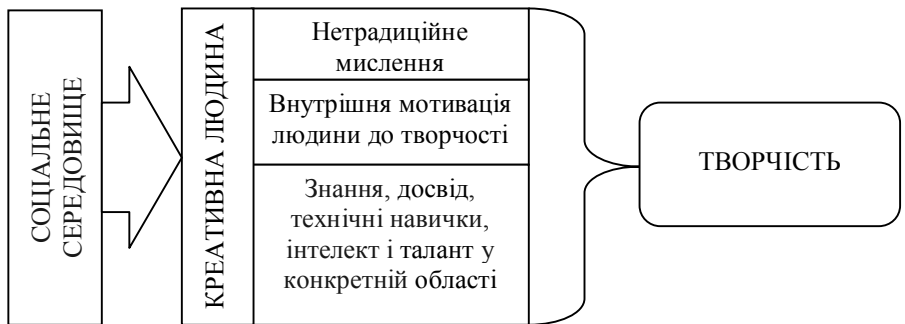 СОЦІАЛЬНЕ
СЕРЕДОВИЩЕ
КРЕАТИВНА ЛЮДИНА
Нетрадиційне
мислення
Внутрішня мотивація
людини до творчості
Знання, досвід,
технічні навички,
інтелект і талант у
конкретній області
ТВОРЧІСТЬ